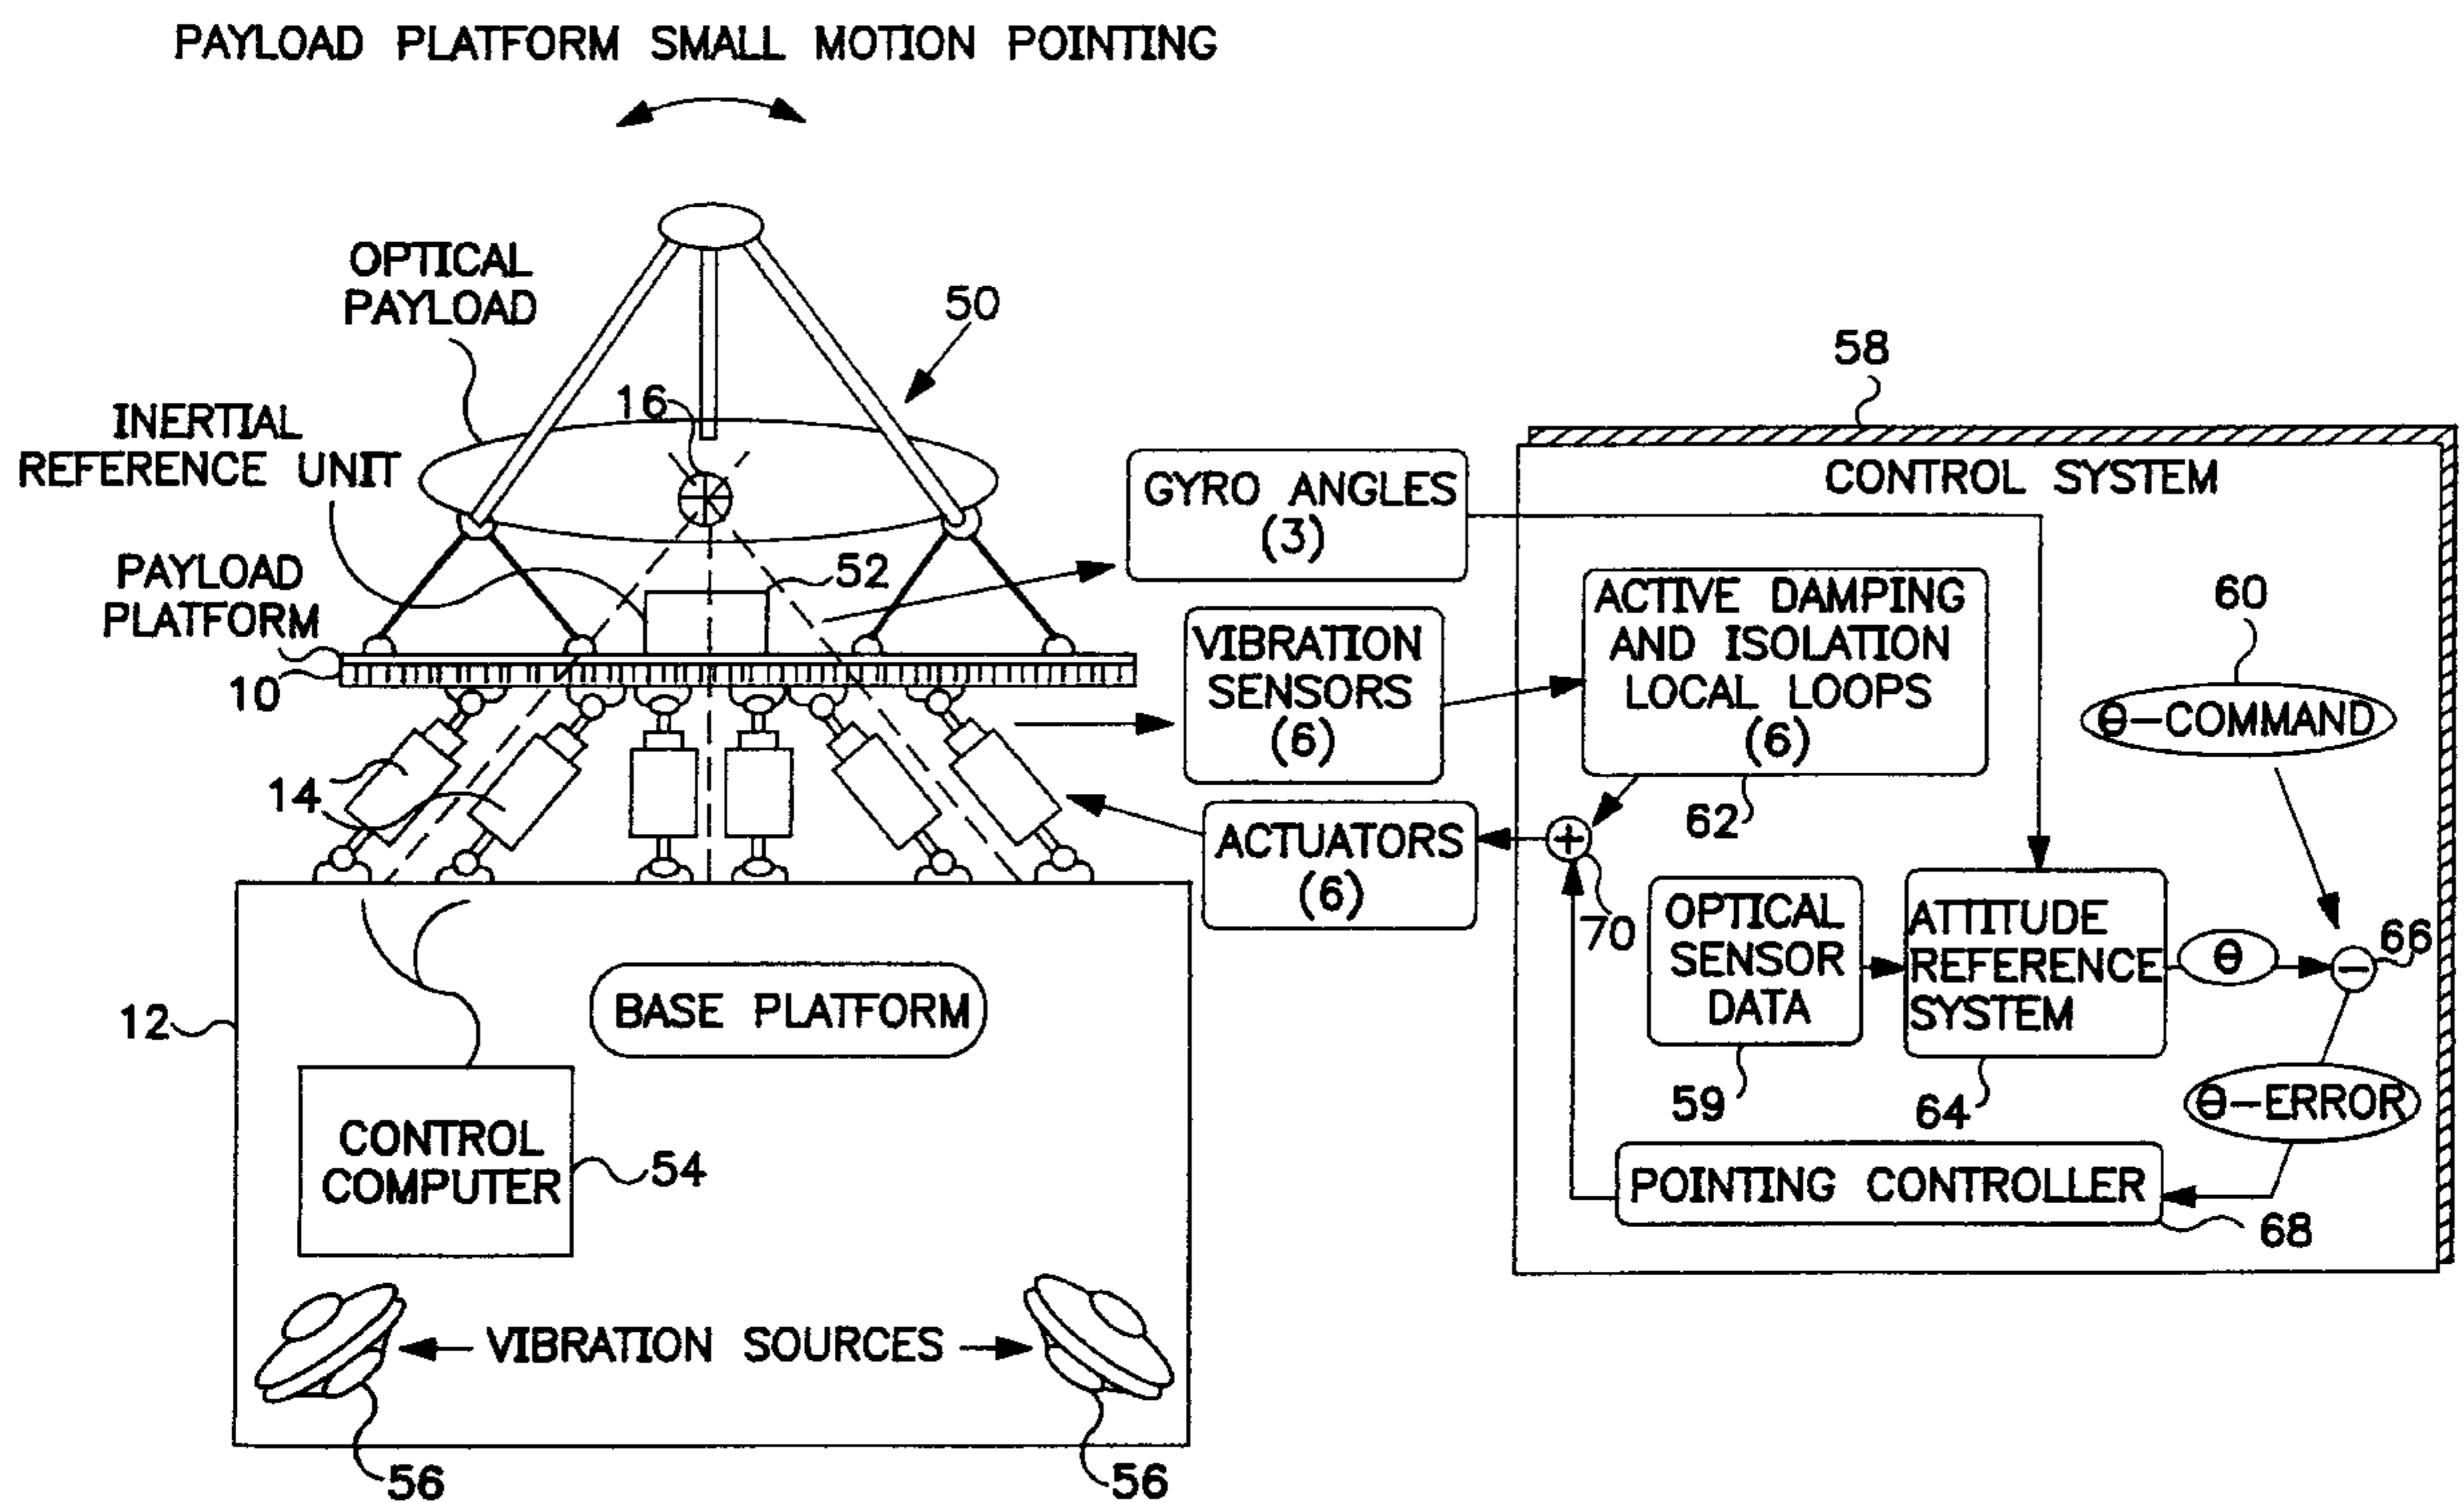 PAYLOAD PLATFORM SMALL MOTION POINTING
OPTICAL
PAYLOAD
50
16
INERTIAL
REFERENCE UNIT
52
PAYLOAD
PLATFORM
10
14
12
BASE PLATFORM
CONTROL
COMPUTER
54
VIBRATION SOURCES
56
56
GYRO ANGLES
(3)
VIBRATION
SENSORS
(6)
ACTUATORS
(6)
58
CONTROL SYSTEM
ACTIVE DAMPING
AND ISOLATION
LOCAL LOOPS
(6)
62
60
Θ-COMMAND
+
70
OPTICAL
SENSOR
DATA
59
ATTITUDE
REFERENCE
SYSTEM
64
Θ
−
66
Θ-ERROR
POINTING CONTROLLER
68